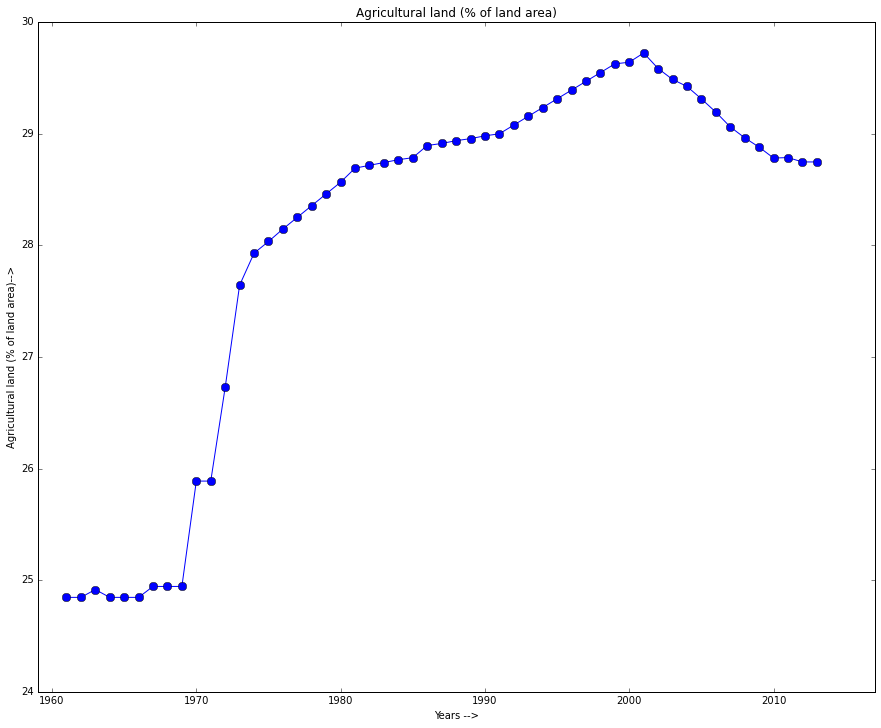 Agricultural land (% of land area)
30
29
28
27
26
25
24
Agricultural land (% of land area)-->
1960 1970 1980 1990 2000 2010
Years -->